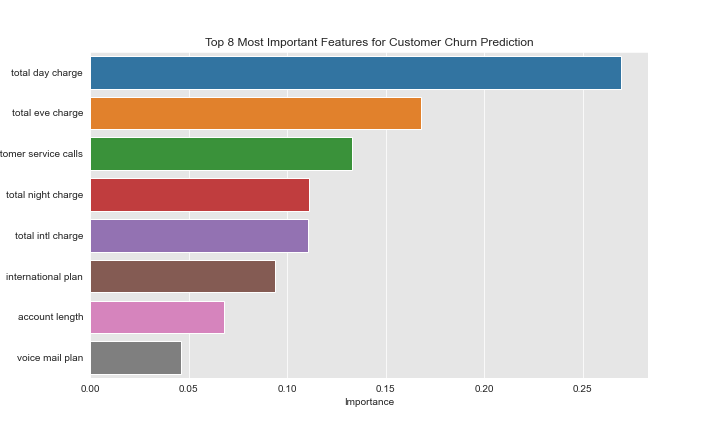 Top 8 Most Important Features for Customer Churn Prediction
total day charge
total eve charge
tomer service calls
total night charge
total intl charge
international plan
account length
voice mail plan
0.00 0.05 0.10 0.15 0.20 0.25
Importance